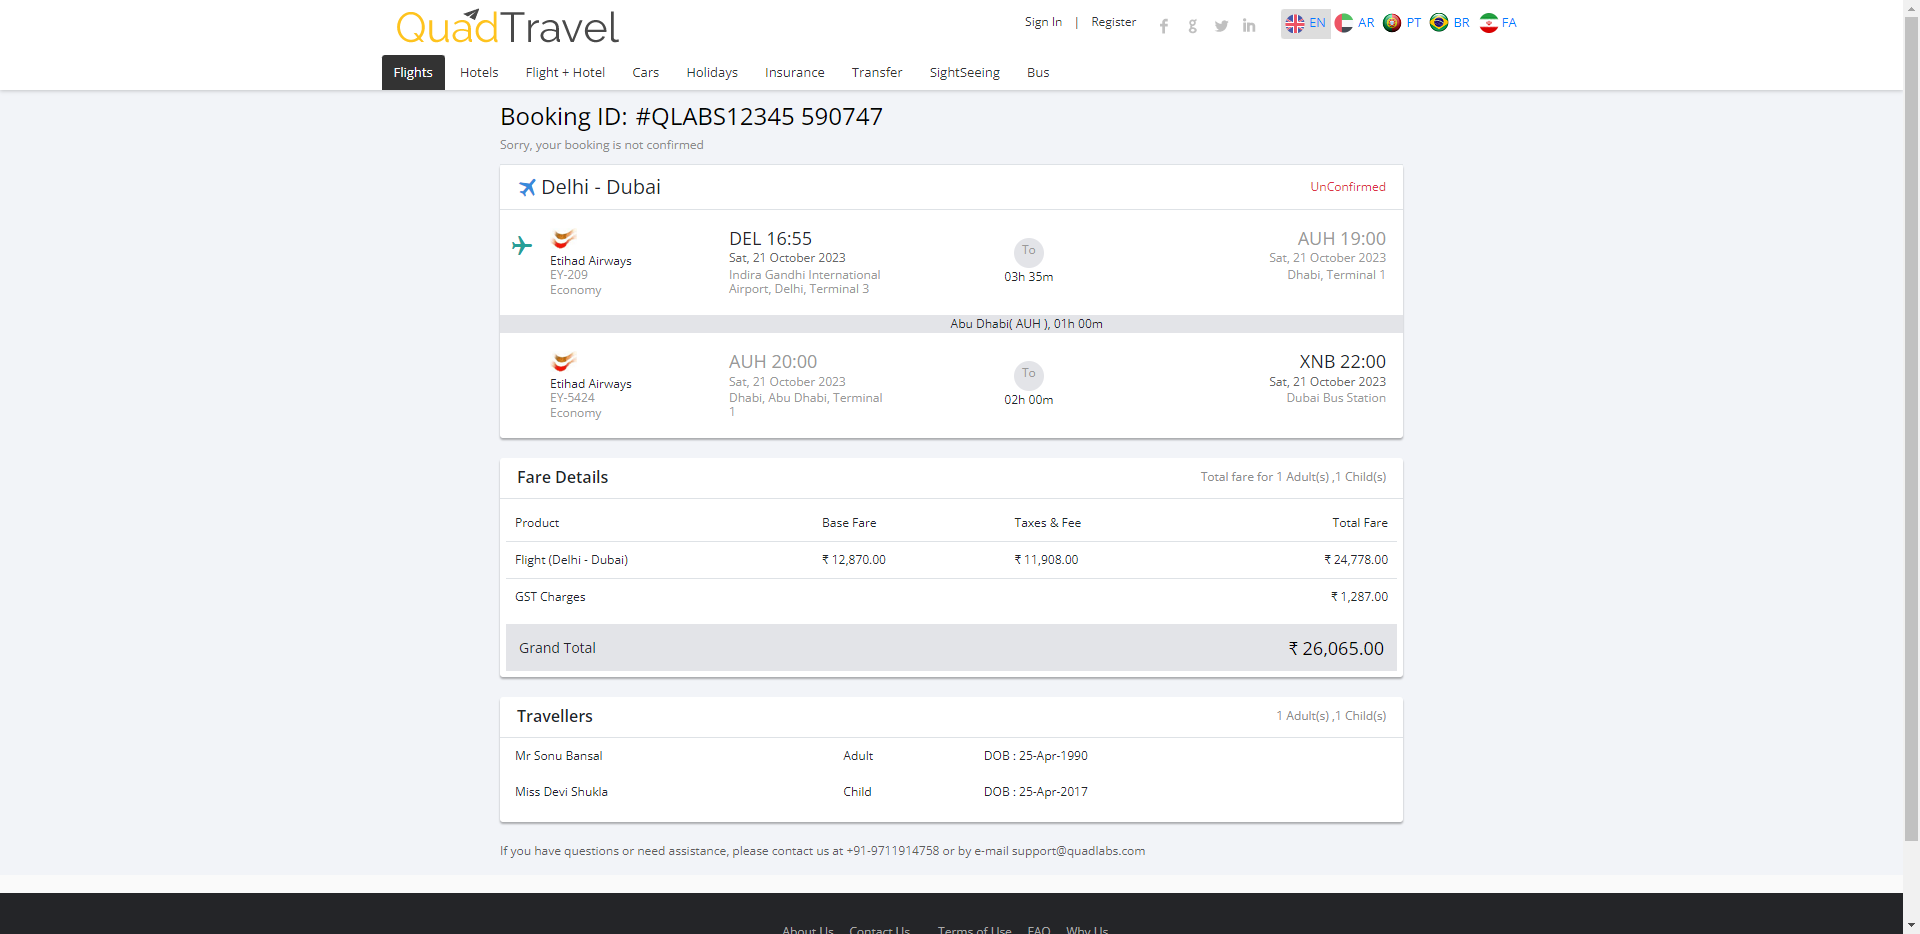 QuadTravel
Sign In | Register
EN AR PT BR FA
Flights Hotels Flight + Hotel Cars Holidays Insurance Transfer SightSeeing Bus
Booking ID: #QLABS12345 590747
Sorry, your booking is not confirmed
Delhi - Dubai UnConfirmed
Etihad Airways
EY-209
Economy
DEL 16:55
Sat, 21 October 2023
Indira Gandhi International
Airport, Delhi, Terminal 3
To
03h 35m
AUH 19:00
Sat, 21 October 2023
Dhabi, Terminal 1
Abu Dhabi( AUH ), 01h 00m
Etihad Airways
EY-5424
Economy
AUH 20:00
Sat, 21 October 2023
Dhabi, Abu Dhabi, Terminal
1
To
02h 00m
XNB 22:00
Sat, 21 October 2023
Dubai Bus Station
Fare Details Total fare for 1 Adult(s) ,1 Child(s)
Product Base Fare Taxes & Fee Total Fare
Flight (Delhi - Dubai) ₹ 12,870.00 ₹ 11,908.00 ₹ 24,778.00
GST Charges ₹ 1,287.00
Grand Total ₹ 26,065.00
Travellers 1 Adult(s) ,1 Child(s)
Mr Sonu Bansal Adult DOB : 25-Apr-1990
Miss Devi Shukla Child DOB : 25-Apr-2017
If you have questions or need assistance, please contact us at +91-9711914758 or by e-mail support@quadlabs.com
About Us Contact Us Terms of Use FAQ Why Us